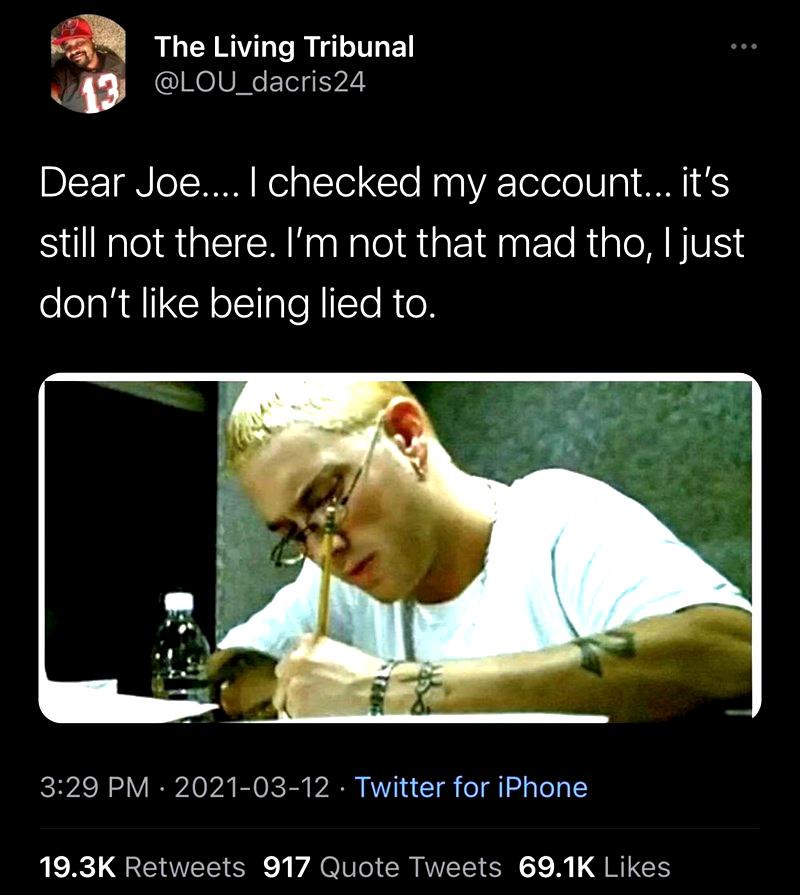 The Living Tribunal
@LOU_dacris24
Dear Joe.... I checked my account... it's
still not there. I'm not that mad tho, I just
don't like being lied to.
13
3:29 PM · 2021-03-12 · Twitter for iPhone
19.3K Retweets 917 Quote Tweets 69.1K Likes